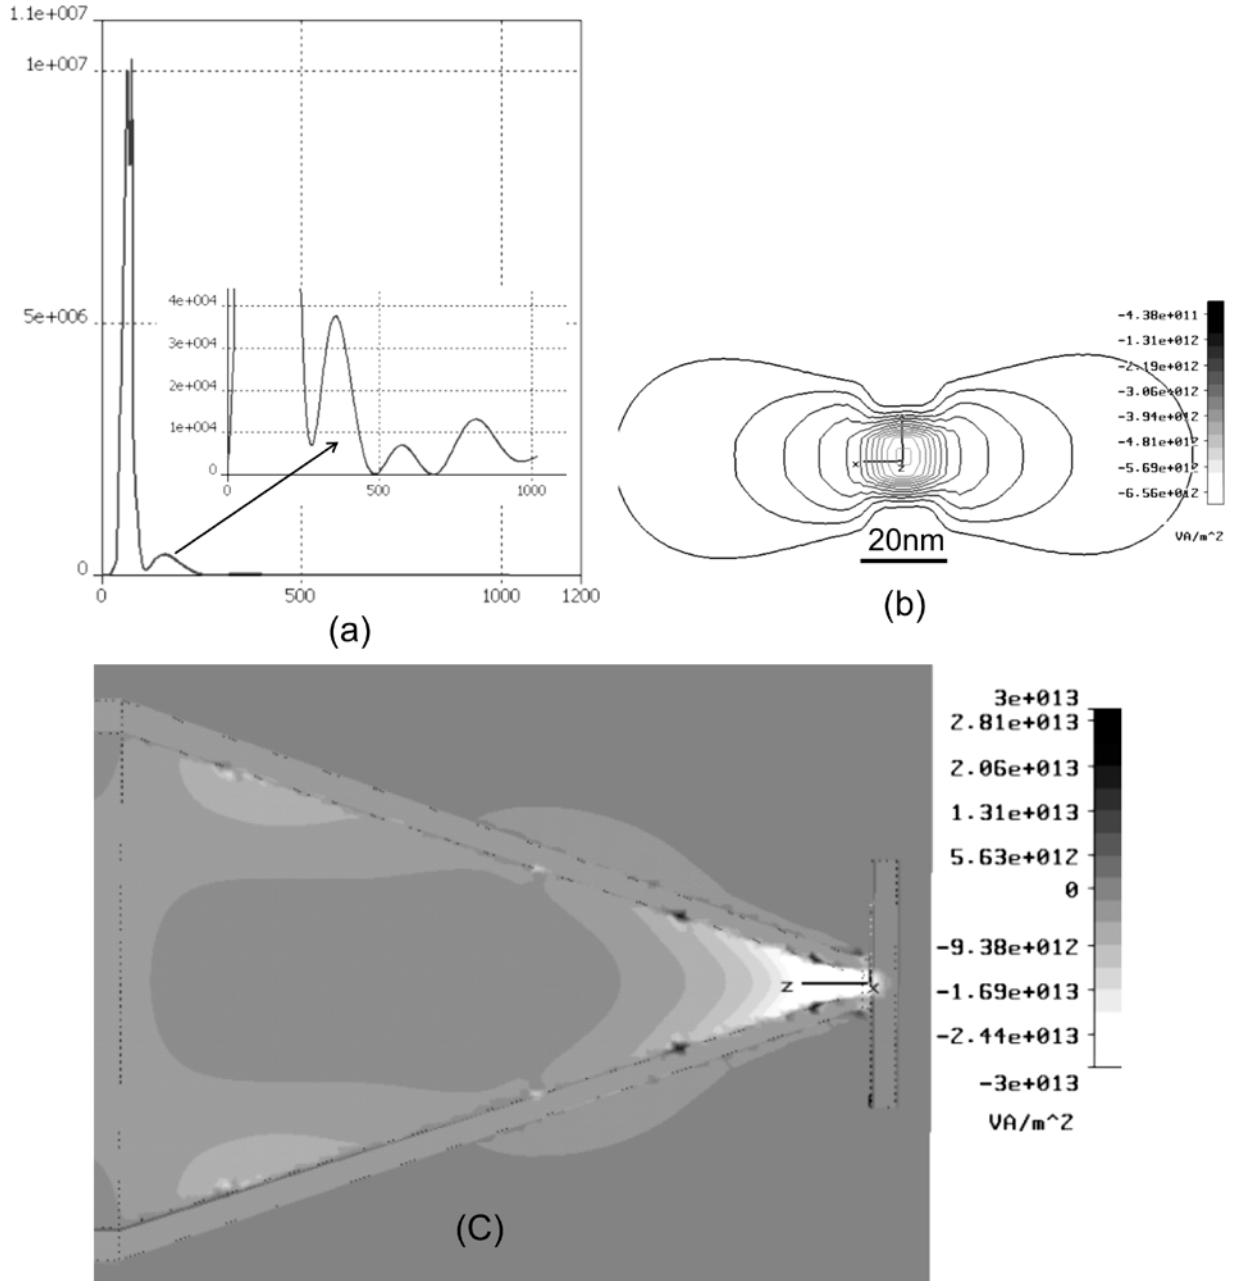 1.1e+007
1e+007
5e+006
0
0
500
1000
1200
4e+004
3e+004
2e+004
1e+004
0
0
500
1000
(a)
-4.38e+011
-1.31e+012
-2.19e+012
-3.06e+012
-3.94e+012
-4.81e+012
-5.69e+012
-6.56e+012
VA/m^2
x
z
20nm
(b)
3e+013
2.81e+013
2.06e+013
1.31e+013
5.63e+012
0
-9.38e+012
-1.69e+013
-2.44e+013
-3e+013
VA/m^2
z
x
(C)